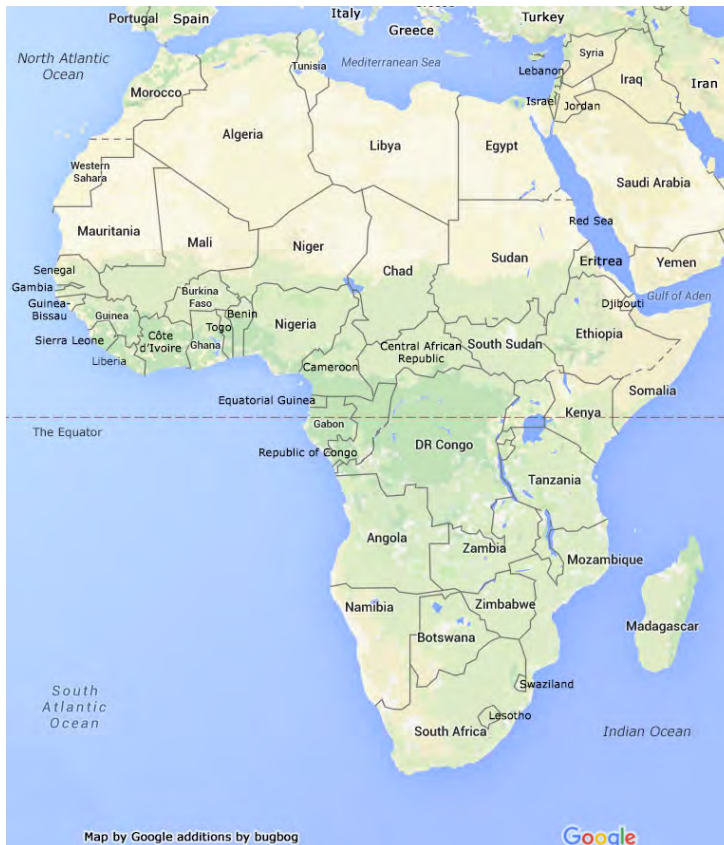 Portugal
Spain
Italy
Greece
Turkey
North Atlantic
Ocean
Mediterranean Sea
Tunisia
Lebanon
Syria
Iraq
Iran
Morocco
Israel
Jordan
Algeria
Libya
Egypt
Western
Sahara
Saudi Arabia
Mauritania
Mali
Niger
Red Sea
Chad
Sudan
Eritrea
Yemen
Senegal
Gambia
Guinea-
Bissau
Burkina
Faso
Djibouti
Gulf of Aden
Guinea
Benin
Togo
Nigeria
Ethiopia
Sierra Leone
Côte
d'Ivoire
Ghana
Central African
Republic
South Sudan
Liberia
Cameroon
Somalia
Equatorial Guinea
Kenya
The Equator
Gabon
Republic of Congo
DR Congo
Tanzania
Angola
Zambia
Mozambique
Namibia
Zimbabwe
Madagascar
Botswana
South
Atlantic
Ocean
Swaziland
Lesotho
South Africa
Indian Ocean
Map by Google additions by bugbog
Google